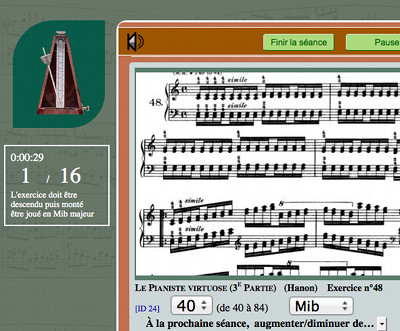 Finir la séance
Pause
simile
48.
simile
0:00:29
1 / 16
L'exercice doit être
descendu puis monté
être joué en Mib majeur
simile
8
LE PIANISTE VIRTUOSE (3E PARTIE) (Hanon) Exercice n°48
[ID 24] 40 (de 40 à 84) Mib
À la prochaine séance, augmenter/diminuer de...